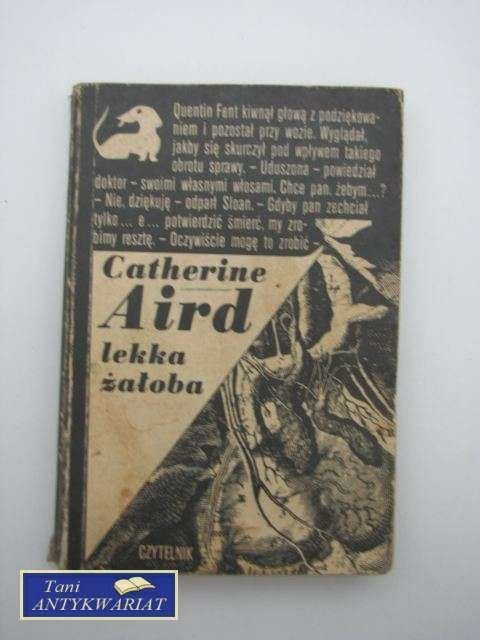 Quentin Fent kiwnął głową z podziękowa-
niem i pozostał przy wozie. Wyglądał,
jakby się skurczył pod wpływem takiego
obrotu sprawy. – Uduszona – powiedział
doktor – swoimi własnymi włosami. Chce pan, żebym...?
– Nie, dziękuję – odparł Sloan. – Gdyby pan zechciał
tylko... e... potwierdzić śmierć, my zro-
bimy resztę. – Oczywiście mogę to zrobić –
Catherine
Aird
lekka
żałoba
CZYTELNIK
Tani
ANTYKWARIAT